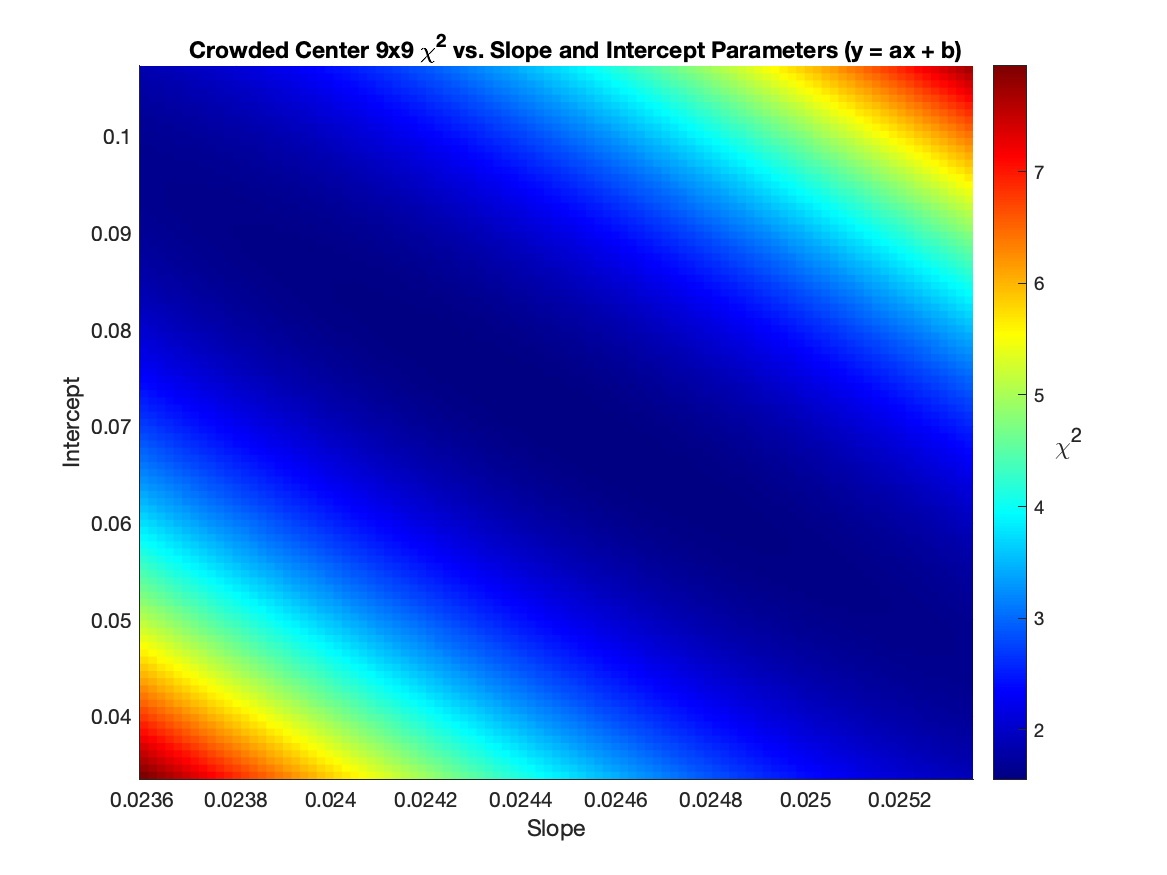 Crowded Center 9x9 χ² vs. Slope and Intercept Parameters (y = ax + b)
0.1
0.09
0.08
0.07
0.06
0.05
0.04
Intercept
0.0236 0.0238 0.024 0.0242 0.0244 0.0246 0.0248 0.025 0.0252
Slope
7
6
5
4
3
2
χ²